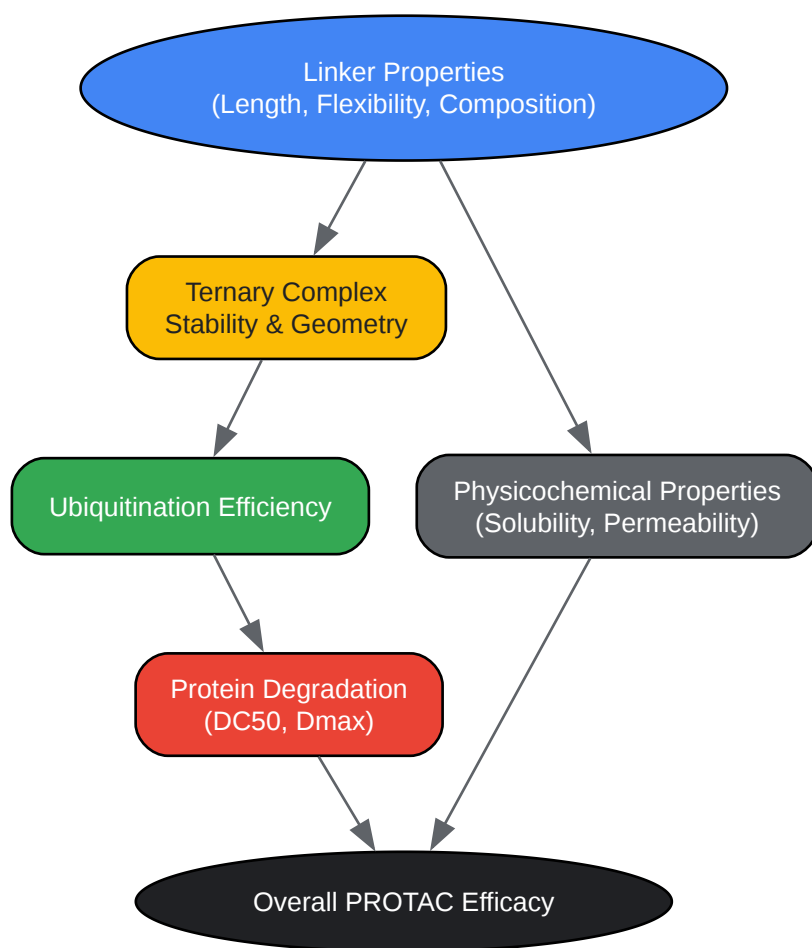 Linker Properties
(Length, Flexibility, Composition)
Ternary Complex
Stability & Geometry
Ubiquitination Efficiency
Physicochemical Properties
(Solubility, Permeability)
Protein Degradation
(DC50, Dmax)
Overall PROTAC Efficacy